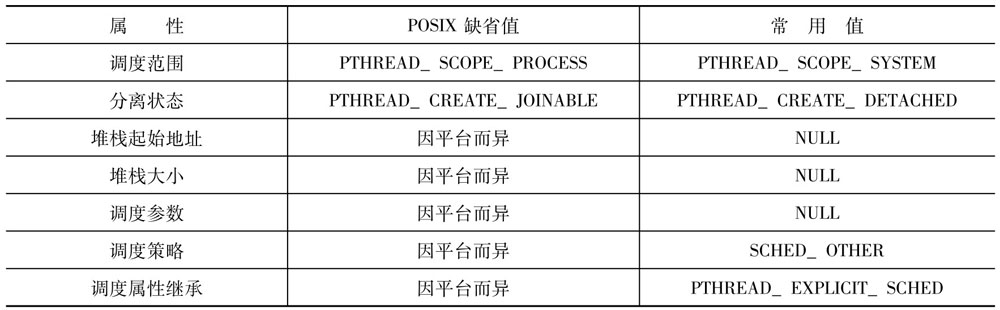 属 性 POSIX 缺省值 常 用 值
调度范围 PTHREAD_ SCOPE_ PROCESS PTHREAD_ SCOPE_ SYSTEM
分离状态 PTHREAD_ CREATE_ JOINABLE PTHREAD_ CREATE_ DETACHED
堆栈起始地址 因平台而异 NULL
堆栈大小 因平台而异 NULL
调度参数 因平台而异 NULL
调度策略 因平台而异 SCHED_ OTHER
调度属性继承 因平台而异 PTHREAD_ EXPLICIT_ SCHED